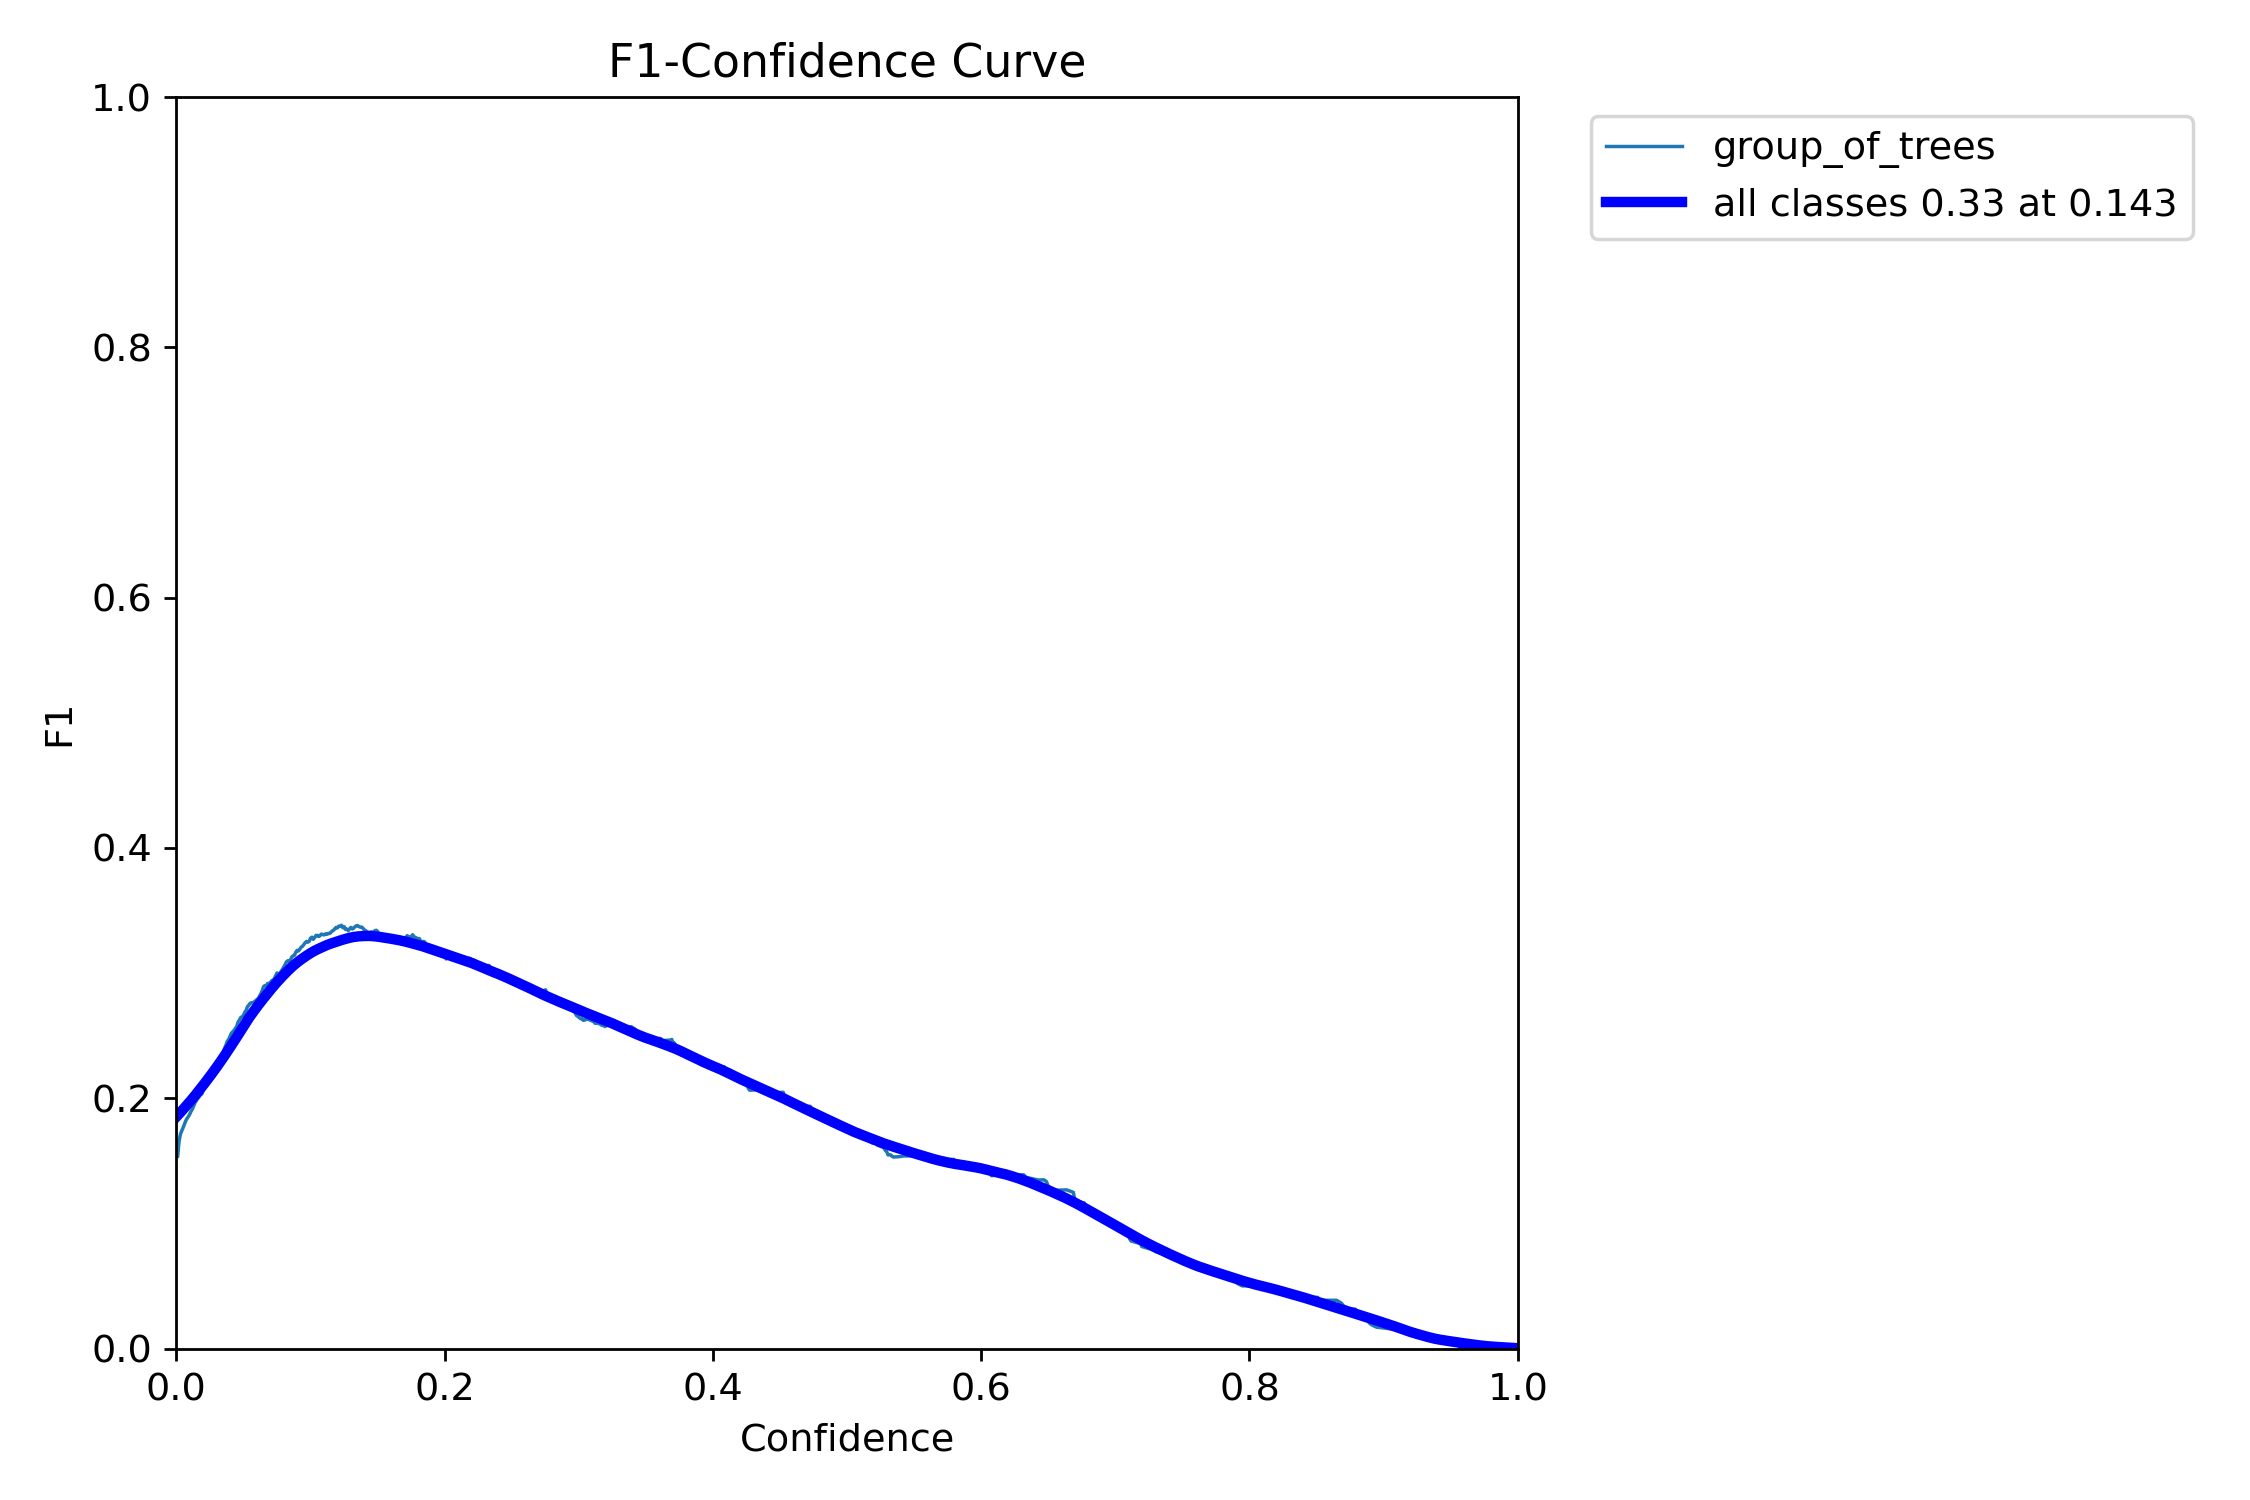 F1-Confidence Curve
1.0
0.8
0.6
0.4
0.2
0.0
F1
0.0 0.2 0.4 0.6 0.8 1.0
Confidence
group_of_trees
all classes 0.33 at 0.143